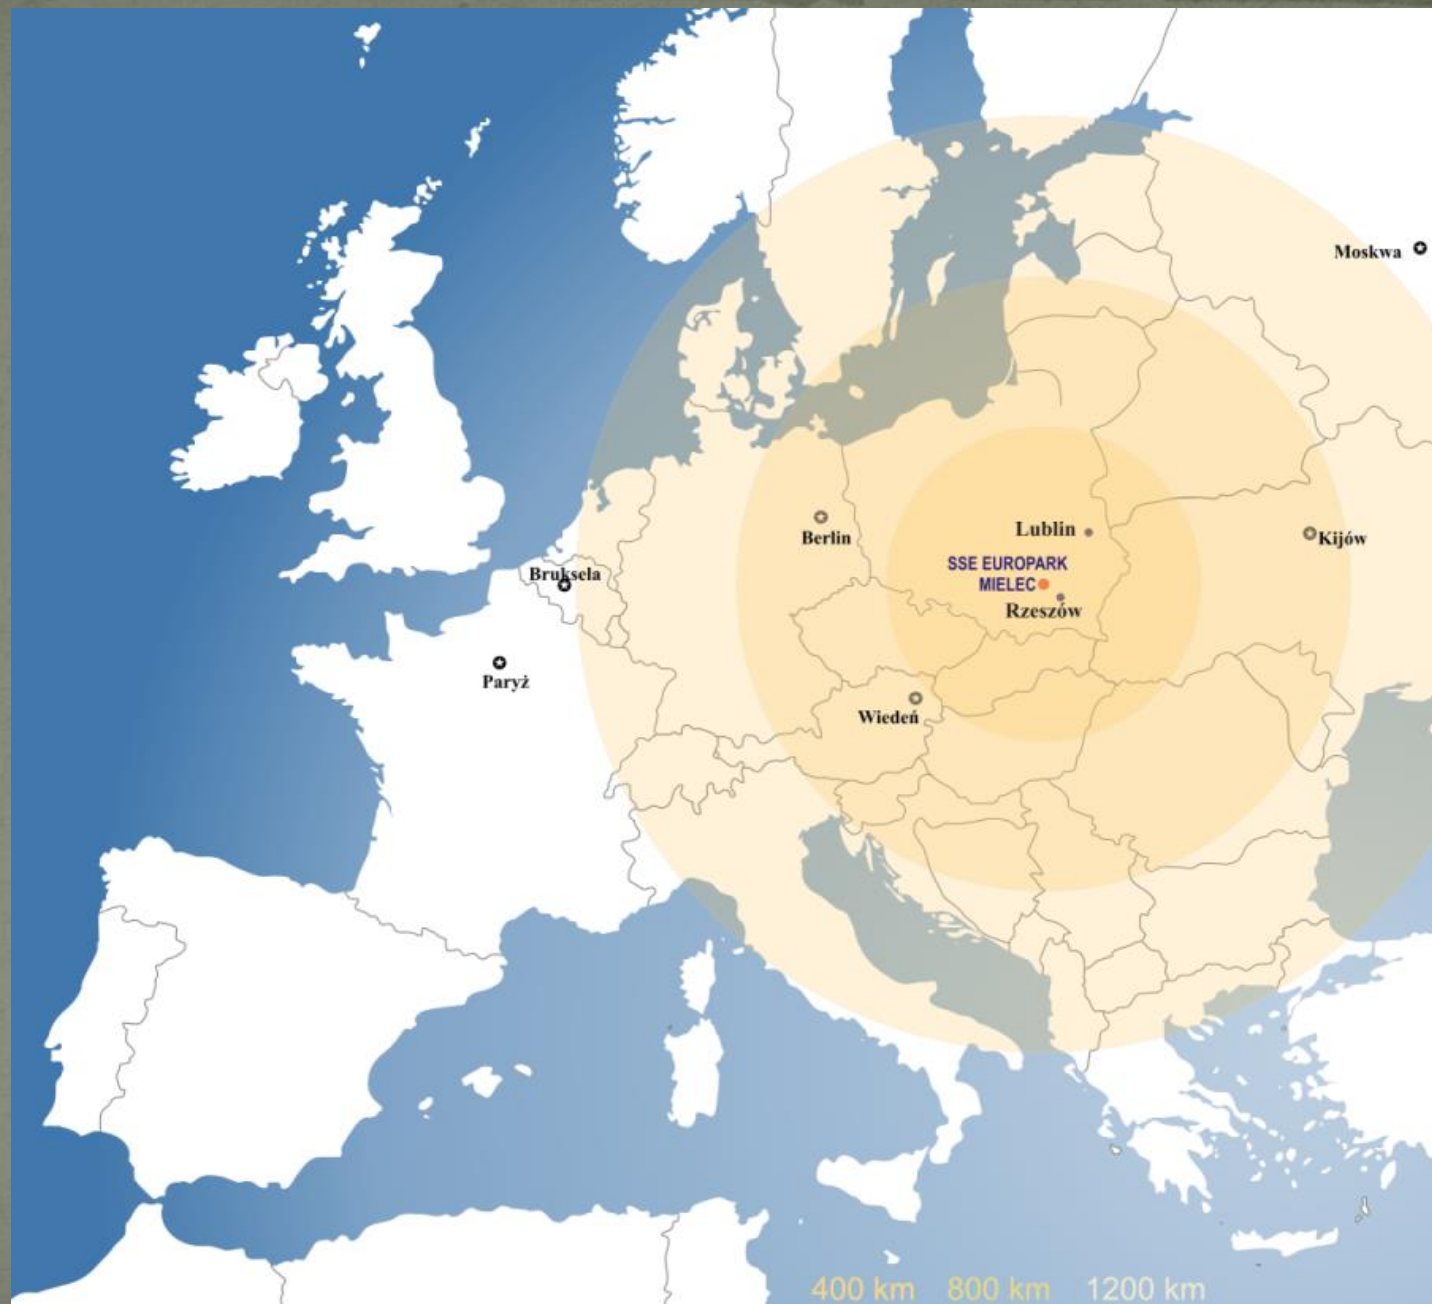 Moskwa
Lublin
Berlin
Kijów
SSE EUROPARK
MIELEC
Bruksela
Rzeszów
Paryż
Wiedeń
400 km 800 km 1200 km